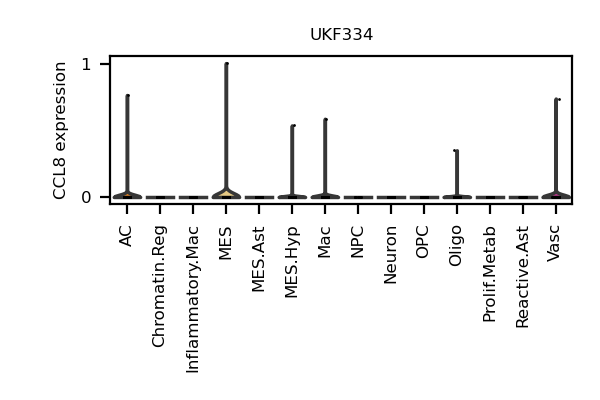 UKF334
CCL8 expression
1
0
AC
Chromatin.Reg
Inflammatory.Mac
MES
MES.Ast
MES.Hyp
Mac
NPC
Neuron
OPC
Oligo
Prolif.Metab
Reactive.Ast
Vasc